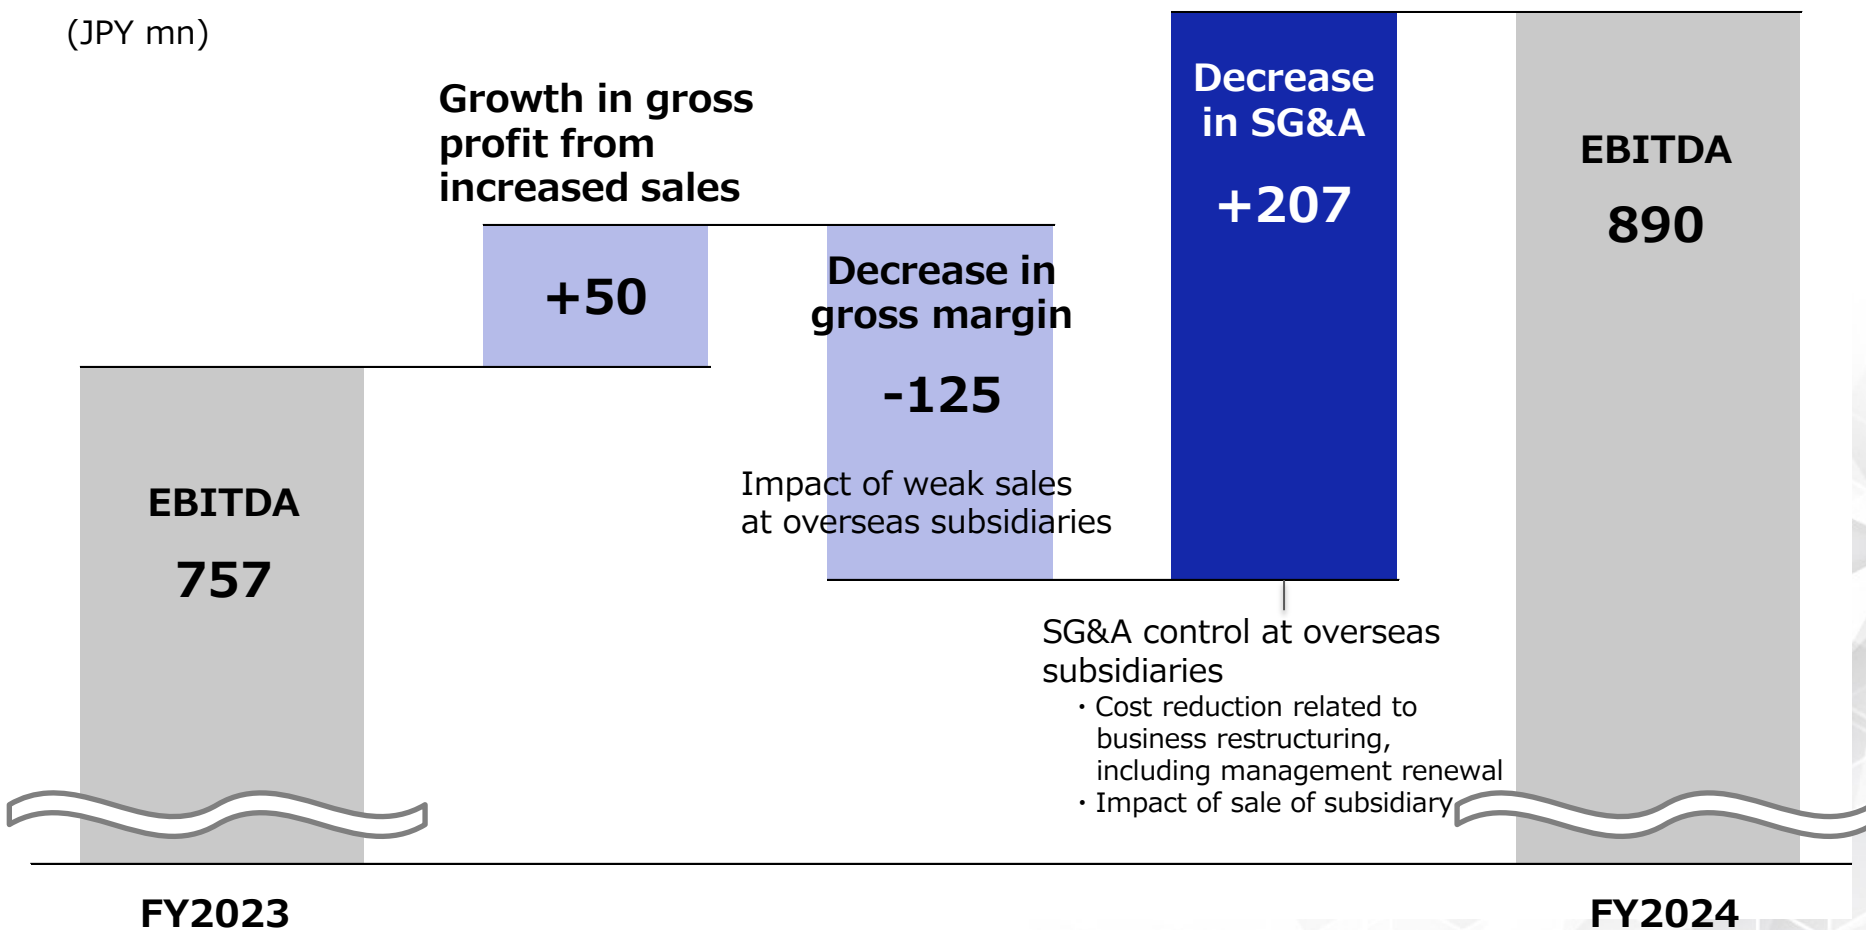 (JPY mn)
Growth in gross
profit from
increased sales
+50
Decrease in
gross margin
-125
Impact of weak sales
at overseas subsidiaries
Decrease
in SG&A
+207
SG&A control at overseas
subsidiaries
・Cost reduction related to
business restructuring,
including management renewal
・Impact of sale of subsidiary
EBITDA
757
EBITDA
890
FY2023
FY2024